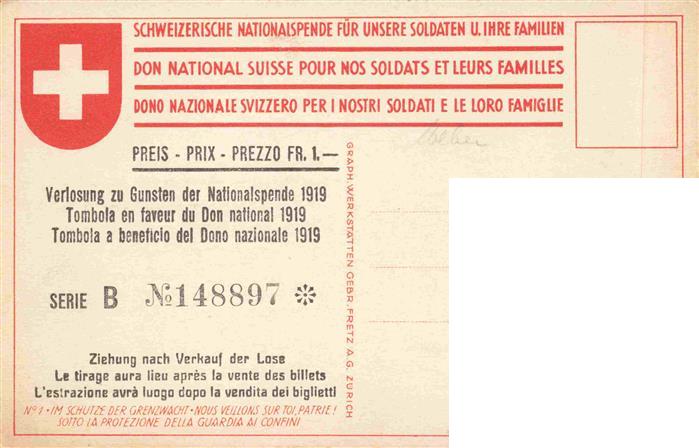 SCHWEIZERISCHE NATIONALSPENDE FÜR UNSERE SOLDATEN U. IHRE FAMILIEN
DON NATIONAL SUISSE POUR NOS SOLDATS ET LEURS FAMILLES
DONO NAZIONALE SVIZZERO PER I NOSTRI SOLDATI E LE LORO FAMIGLIE
Weber
PREIS - PRIX - PREZZO FR. 1.—
Verlosung zu Gunsten der Nationalspende 1919
Tombola en faveur du Don national 1919
Tombola a beneficio del Dono nazionale 1919
SERIE B № 148897 ✻
Ziehung nach Verkauf der Lose
Le tirage aura lieu après la vente des billets
L'estrazione avrà luogo dopo la vendita dei biglietti
Nº 1 • IM SCHUTZE DER GRENZWACHT • NOUS VEILLONS SUR TOI, PATRIE!
SOTTO LA PROTEZIONE DELLA GUARDIA AI CONFINI
GRAPH. WERKSTÄTTEN GEBR. FRETZ A.G. ZÜRICH